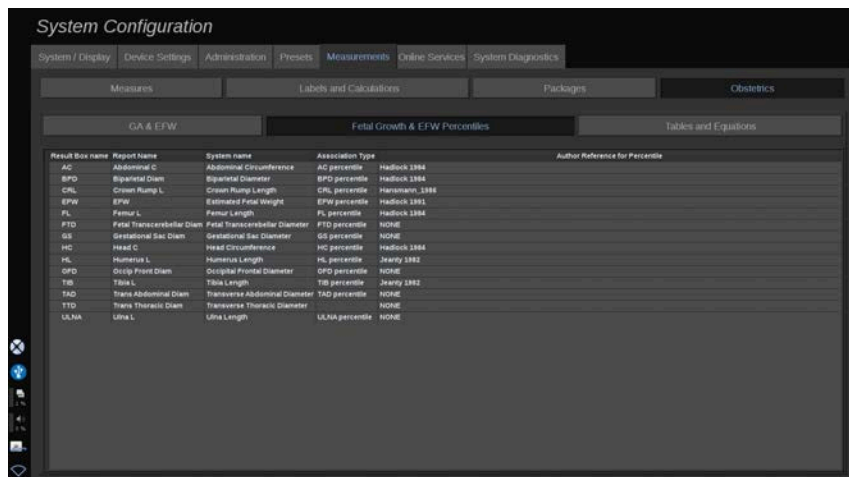 System Configuration
System / Display Device Settings Administration Presets Measurements Online Services System Diagnostics
Measures Labels and Calculations Packages Obstetrics
GA & EFW Fetal Growth & EFW Percentiles Tables and Equations
Result Box name Report Name System name Association Type Author Reference for Percentile
AC Abdominal C Abdominal Circumference AC percentile Hadlock 1984
BPD Biparietal Diam Biparietal Diameter BPD percentile Hadlock 1984
CRL Crown Rump L Crown Rump Length CRL percentile Hansmann_1986
EFW EFW Estimated Fetal Weight EFW percentile Hadlock 1991
FL Femur L Femur Length FL percentile Hadlock 1984
FTD Fetal Transcerebellar Diam Fetal Transcerebellar Diameter FTD percentile NONE
GS Gestational Sac Diam Gestational Sac Diameter GS percentile NONE
HC Head C Head Circumference HC percentile Hadlock 1984
HL Humerus L Humerus Length HL percentile Jeanty 1982
OFD Occip Front Diam Occipital Frontal Diameter OFD percentile NONE
TIB Tibia L Tibia Length TIB percentile Jeanty 1982
TAD Trans Abdominal Diam Transverse Abdominal Diameter TAD percentile NONE
TTD Trans Thoracic Diam Transverse Thoracic Diameter NONE
ULNA Ulna L Ulna Length ULNA percentile NONE